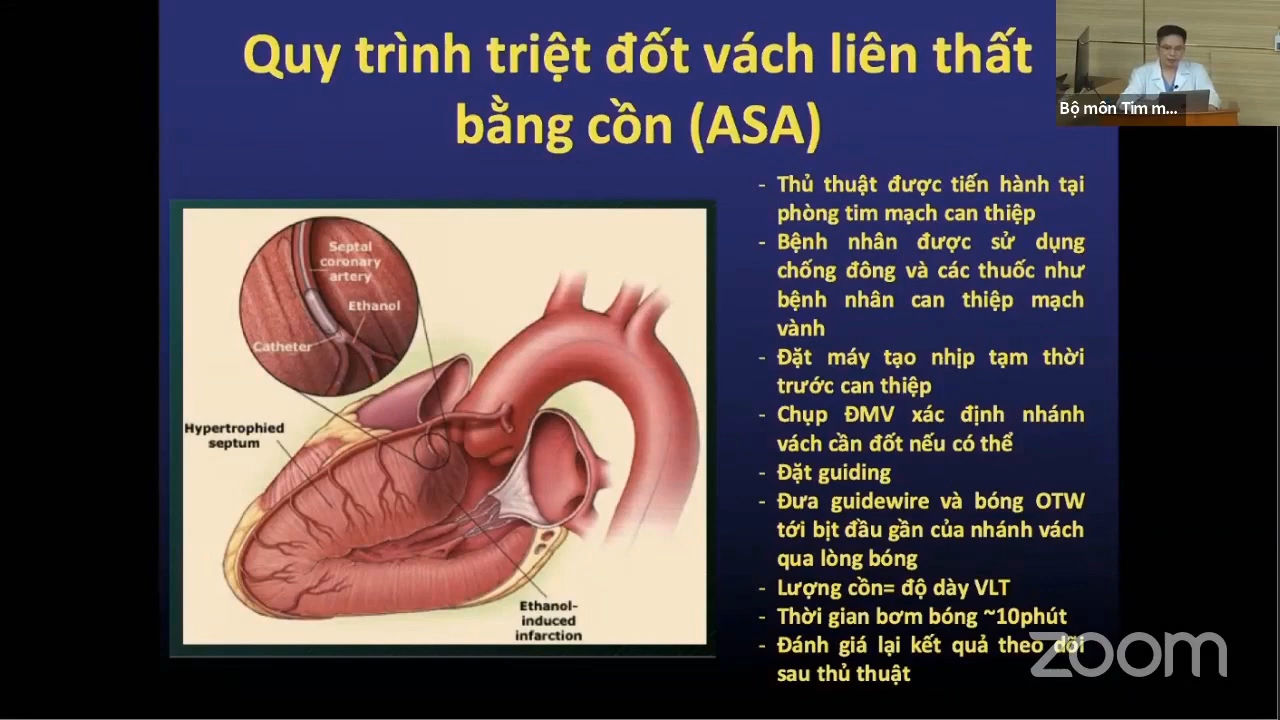 Quy trình triệt đốt vách liên thất
bằng cồn (ASA)
Bộ môn Tim m...
- Thủ thuật được tiến hành tại
phòng tim mạch can thiệp
- Bệnh nhân được sử dụng
chống đông và các thuốc như
bệnh nhân can thiệp mạch
vành
- Đặt máy tạo nhịp tạm thời
trước can thiệp
- Chụp ĐMV xác định nhánh
vách cần đốt nếu có thể
- Đặt guiding
- Đưa guidewire và bóng OTW
tới bịt đầu gần của nhánh vách
qua lòng bóng
- Lượng cồn= độ dày VLT
- Thời gian bơm bóng ~10phút
- Đánh giá lại kết quả theo dõi
sau thủ thuật
Septal
coronary
artery
Ethanol
Catheter
Hypertrophied
septum
Ethanol-
induced
infarction
zoom